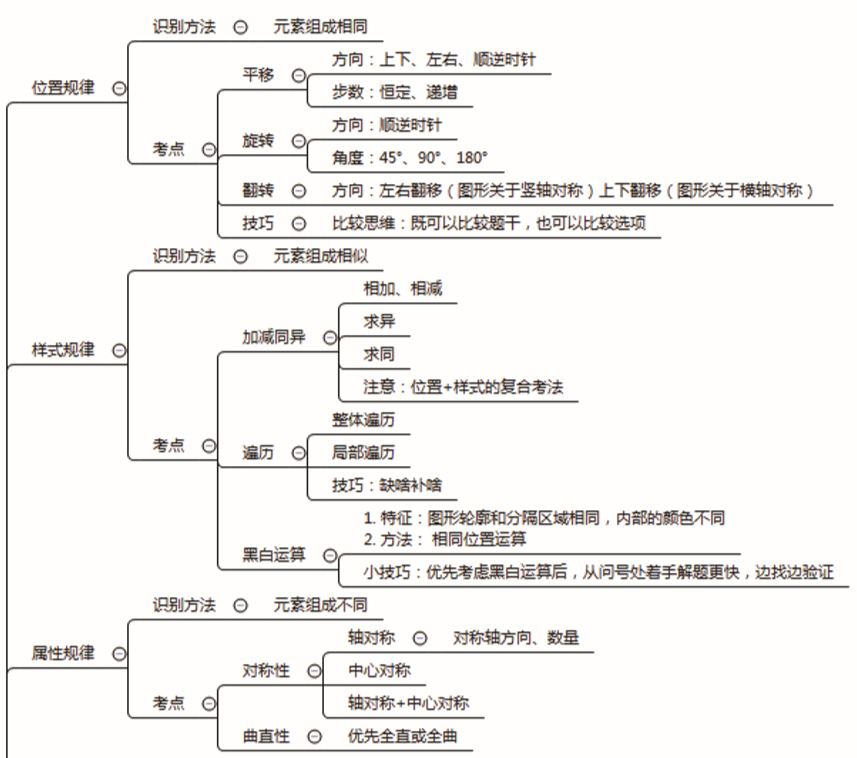 识别方法
元素组成相同
方向：上下、左右、顺逆时针
平移
位置规律
步数：恒定、递增
方向：顺逆时针
旋转
考点
角度：45°、90°、180°
翻转
方向：左右翻移（图形关于竖轴对称）上下翻移（图形关于横轴对称）
技巧
比较思维：既可以比较题干，也可以比较选项
识别方法
元素组成相似
相加、相减
求异
加减同异
样式规律
求同
注意：位置+样式的复合考法
整体遍历
考点
遍历
局部遍历
技巧：缺啥补啥
1. 特征：图形轮廓和分隔区域相同，内部的颜色不同
2. 方法： 相同位置运算
黑白运算
小技巧：优先考虑黑白运算后，从问号处着手解题更快，边找边验证
识别方法
元素组成不同
轴对称
对称轴方向、数量
属性规律
对称性
中心对称
考点
轴对称+中心对称
曲直性
优先全直或全曲